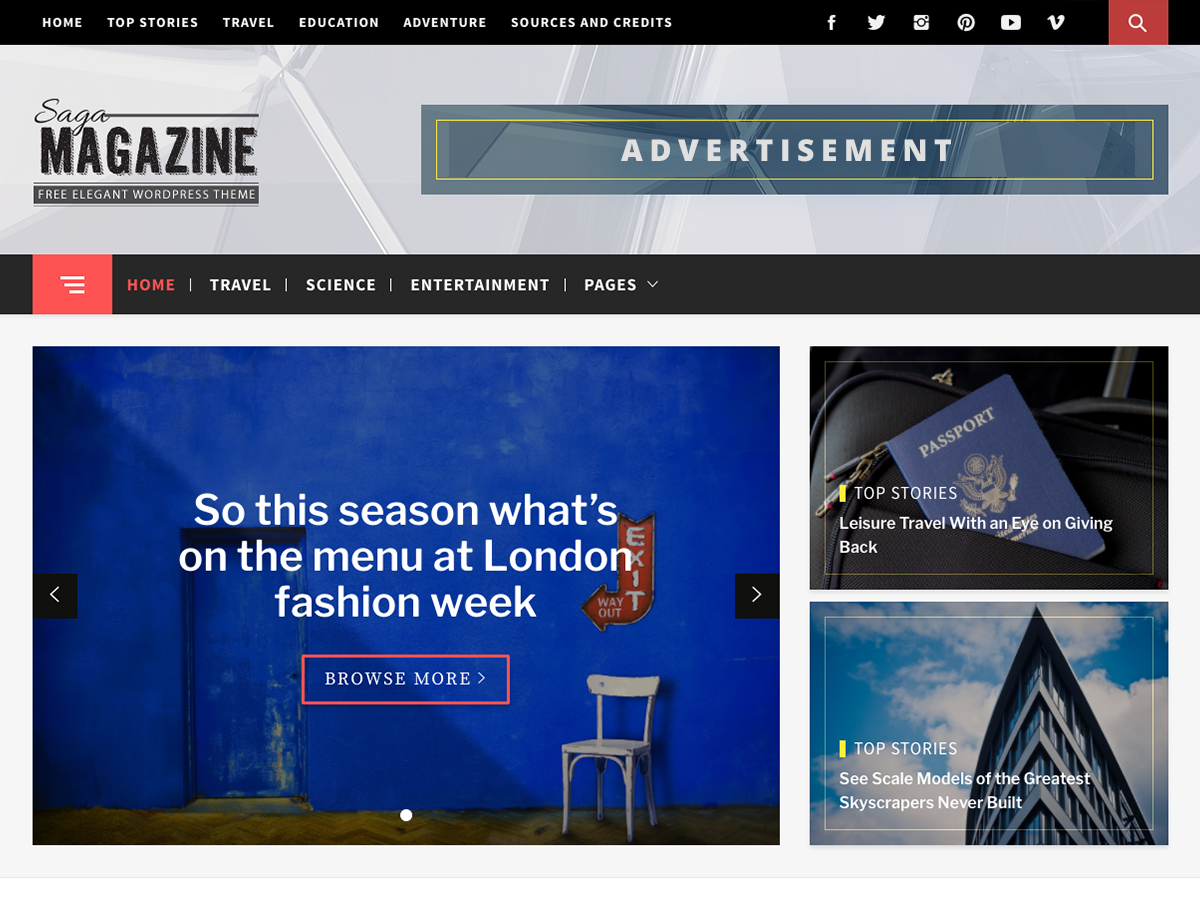 HOME TOP STORIES TRAVEL EDUCATION ADVENTURE SOURCES AND CREDITS
Saga
MAGAZINE
FREE ELEGANT WORDPRESS THEME
ADVERTISEMENT
HOME TRAVEL SCIENCE ENTERTAINMENT PAGES
So this season what’s
on the menu at London
fashion week
EXIT
WAY
OUT
BROWSE MORE
PASSPORT
TOP STORIES
Leisure Travel With an Eye on Giving
Back
TOP STORIES
See Scale Models of the Greatest
Skyscrapers Never Built